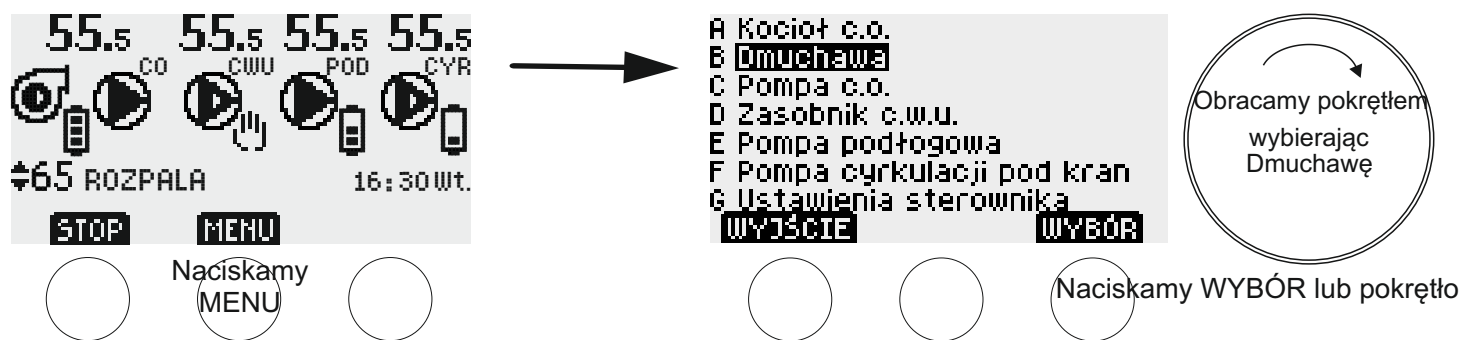 55.5 55.5 55.5 55.5
CO CWU POD CYR
65 ROZPALA 16:30 Wt.
STOP MENU
Naciskamy
MENU
A Kocioł c.o.
B Dmuchawa
C Pompa c.o.
D Zasobnik c.w.u.
E Pompa podłogowa
F Pompa cyrkulacji pod kran
G Ustawienia sterownika
WYJŚCIE WYBÓR
Obracamy pokrętłem
wybierając
Dmuchawę
Naciskamy WYBÓR lub pokrętło